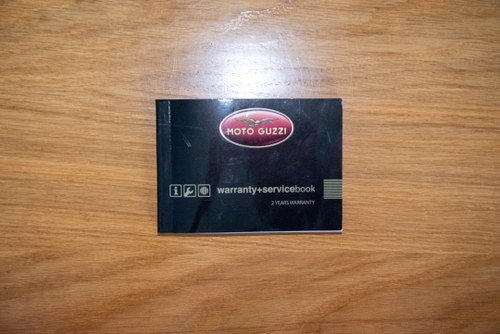 MOTO GUZZI
warranty+servicebook
2 YEARS WARRANTY